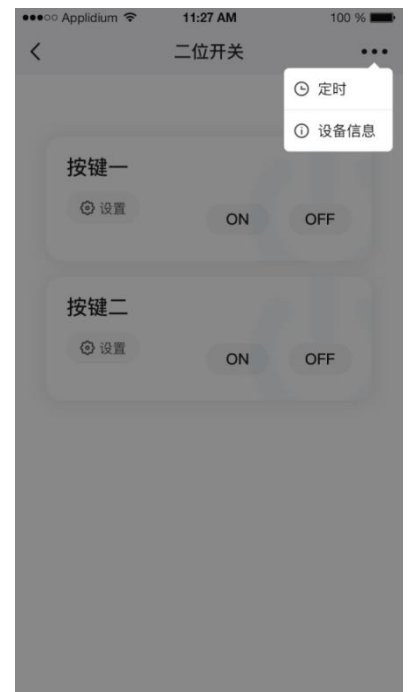 ●●●○○ Applidium 11:27 AM 100 %
二位开关
定时
设备信息
按键一
设置
ON OFF
按键二
设置
ON OFF